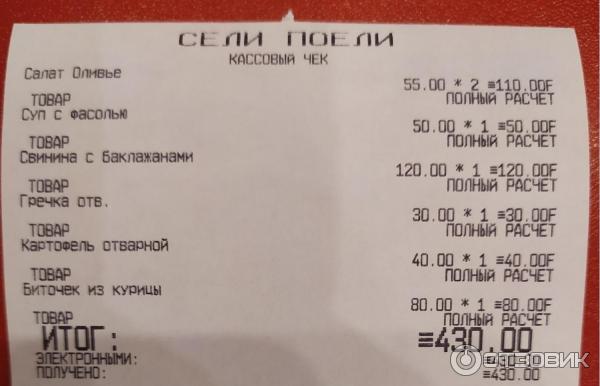 СЕЛИ ПОЕЛИ
КАССОВЫЙ ЧЕК
Салат Оливье
55.00 * 2 ≡110.00F
ТОВАР ПОЛНЫЙ РАСЧЕТ
Суп с фасолью
50.00 * 1 ≡50.00F
ТОВАР ПОЛНЫЙ РАСЧЕТ
Свинина с баклажанами
120.00 * 1 ≡120.00F
ТОВАР ПОЛНЫЙ РАСЧЕТ
Гречка отв.
30.00 * 1 ≡30.00F
ТОВАР ПОЛНЫЙ РАСЧЕТ
Картофель отварной
40.00 * 1 ≡40.00F
ТОВАР ПОЛНЫЙ РАСЧЕТ
Биточек из курицы
80.00 * 1 ≡80.00F
ТОВАР ПОЛНЫЙ РАСЧЕТ
ИТОГ: ≡430.00
ЭЛЕКТРОННЫМИ: ≡430.00
ПОЛУЧЕНО: ≡430.00
ОТЗОВИК